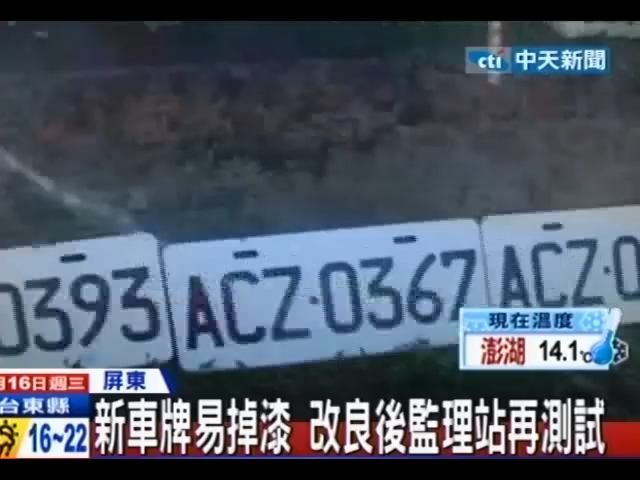 cti 中天新聞
0393
ACZ·0367
ACZ·0
現在溫度
澎湖 14.1℃
月16日週三
屏東
台東縣
16~22
新車牌易掉漆 改良後監理站再測試